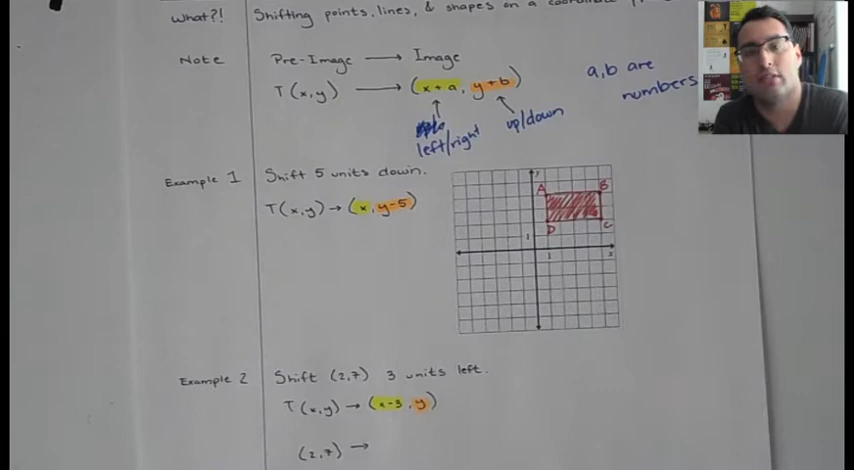 What?! Shifting points, lines, & shapes on a
Note Pre-Image → Image
T(x,y) → (x+a, y+b)
a,b are
numbers
left/right
up/down
Example 1 Shift 5 units down.
T(x,y) → (x, y-5)
y
A B
D C
1
1 x
Example 2 Shift (2,7) 3 units left.
T(x,y) → (x-3, y)
(2,7) →